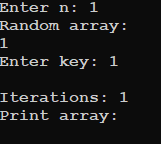 Enter n: 1
Random array:
1
Enter key: 1
Iterations: 1
Print array: